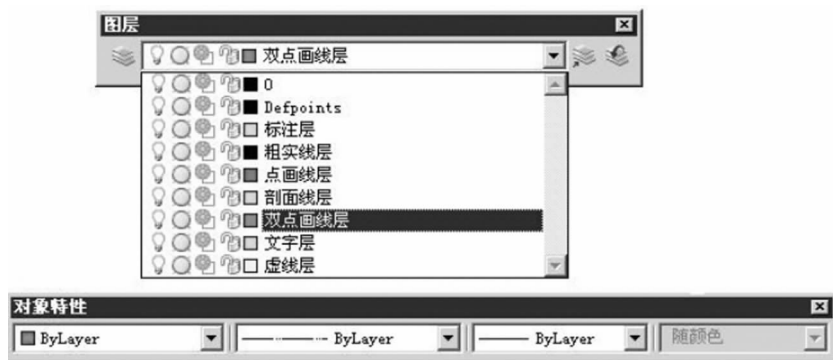 图层
双点画线层
0
Defpoints
标注层
粗实线层
点画线层
剖面线层
双点画线层
文字层
虚线层
对象特性
ByLayer ByLayer ByLayer 随颜色